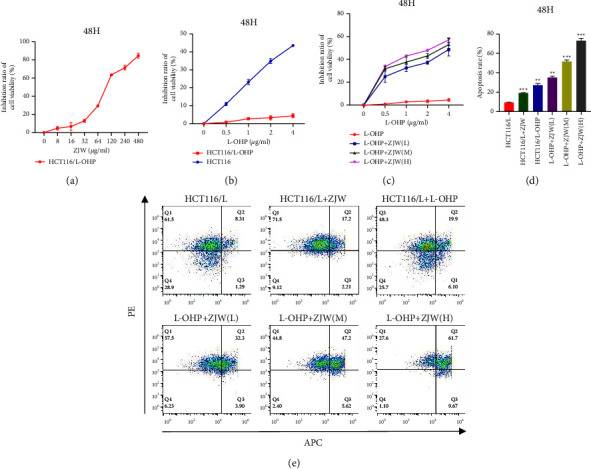 48H
Inhibition ratio of cell viability (%)
100
80
60
40
20
0
0 8 16 32 64 120 240 480
ZJW (μg/ml)
HCT116/L-OHP
(a)
48H
Inhibition ratio of cell viability (%)
50
40
30
20
10
0
0 0.5 1 2 4
L-OHP (μg/ml)
HCT116/L-OHP
HCT116
(b)
48H
Inhibition ratio of cell viability (%)
80
60
40
20
0
0 0.5 1 2 4
L-OHP (μg/ml)
L-OHP
L-OHP+ZJW(L)
L-OHP+ZJW(M)
L-OHP+ZJW(H)
(c)
48H
Apoptosis rate (%)
80
60
40
20
0
*** ** ** *** ***
HCT116/L
HCT116/L+ZJW
HCT116/L-OHP
L-OHP+ZJW(L)
L-OHP+ZJW(M)
L-OHP+ZJW(H)
(d)
PE
HCT116/L
Q1 61.5
Q2 8.31
Q4 28.9
Q3 1.29
HCT116/L+ZJW
Q1 71.5
Q2 17.2
Q4 9.12
Q3 2.21
HCT116/L+L-OHP
Q3 48.3
Q2 19.9
Q4 25.7
Q1 6.10
L-OHP+ZJW(L)
Q1 57.5
Q2 32.3
Q4 6.23
Q3 3.90
L-OHP+ZJW(M)
Q1 44.8
Q2 47.2
Q4 2.40
Q3 5.62
L-OHP+ZJW(H)
Q1 27.6
Q2 61.7
Q4 1.10
Q3 9.67
APC
(e)